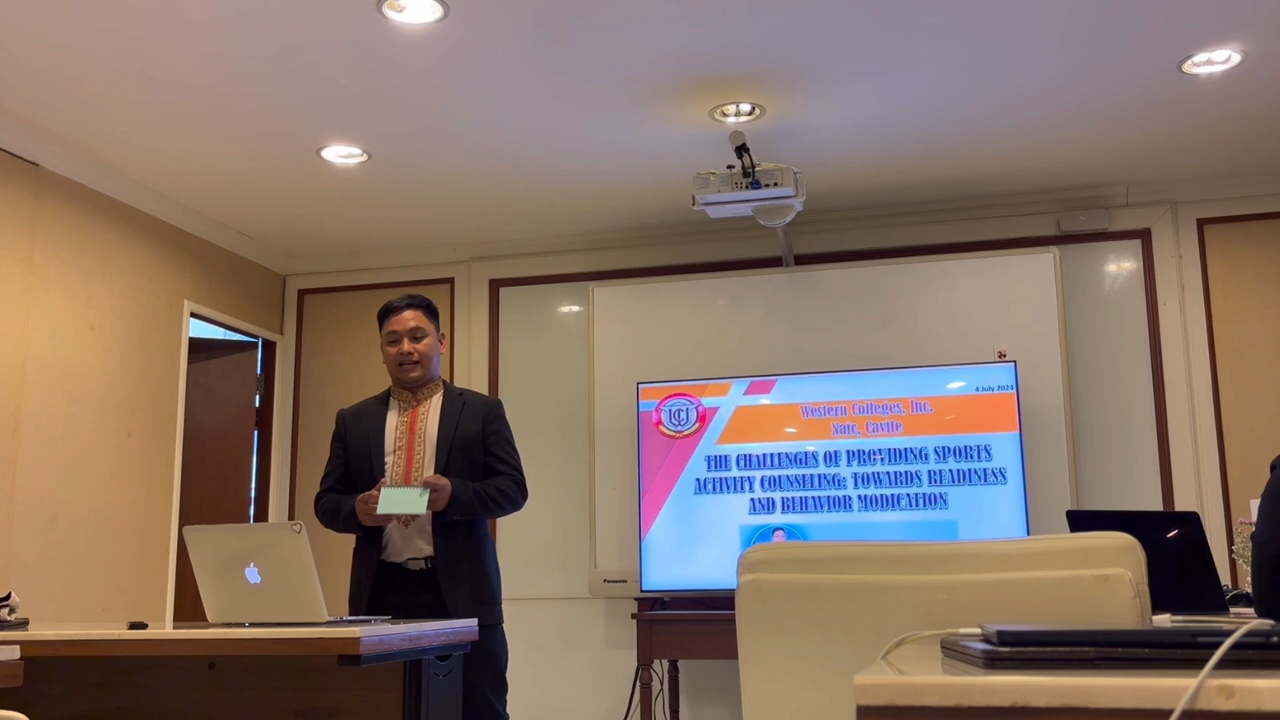 4 July 2024
Western Colleges, Inc.
Naic, Cavite
THE CHALLENGES OF PROVIDING SPORTS
ACTIVITY COUNSELING: TOWARDS READINESS
AND BEHAVIOR MODICATION
Panasonic